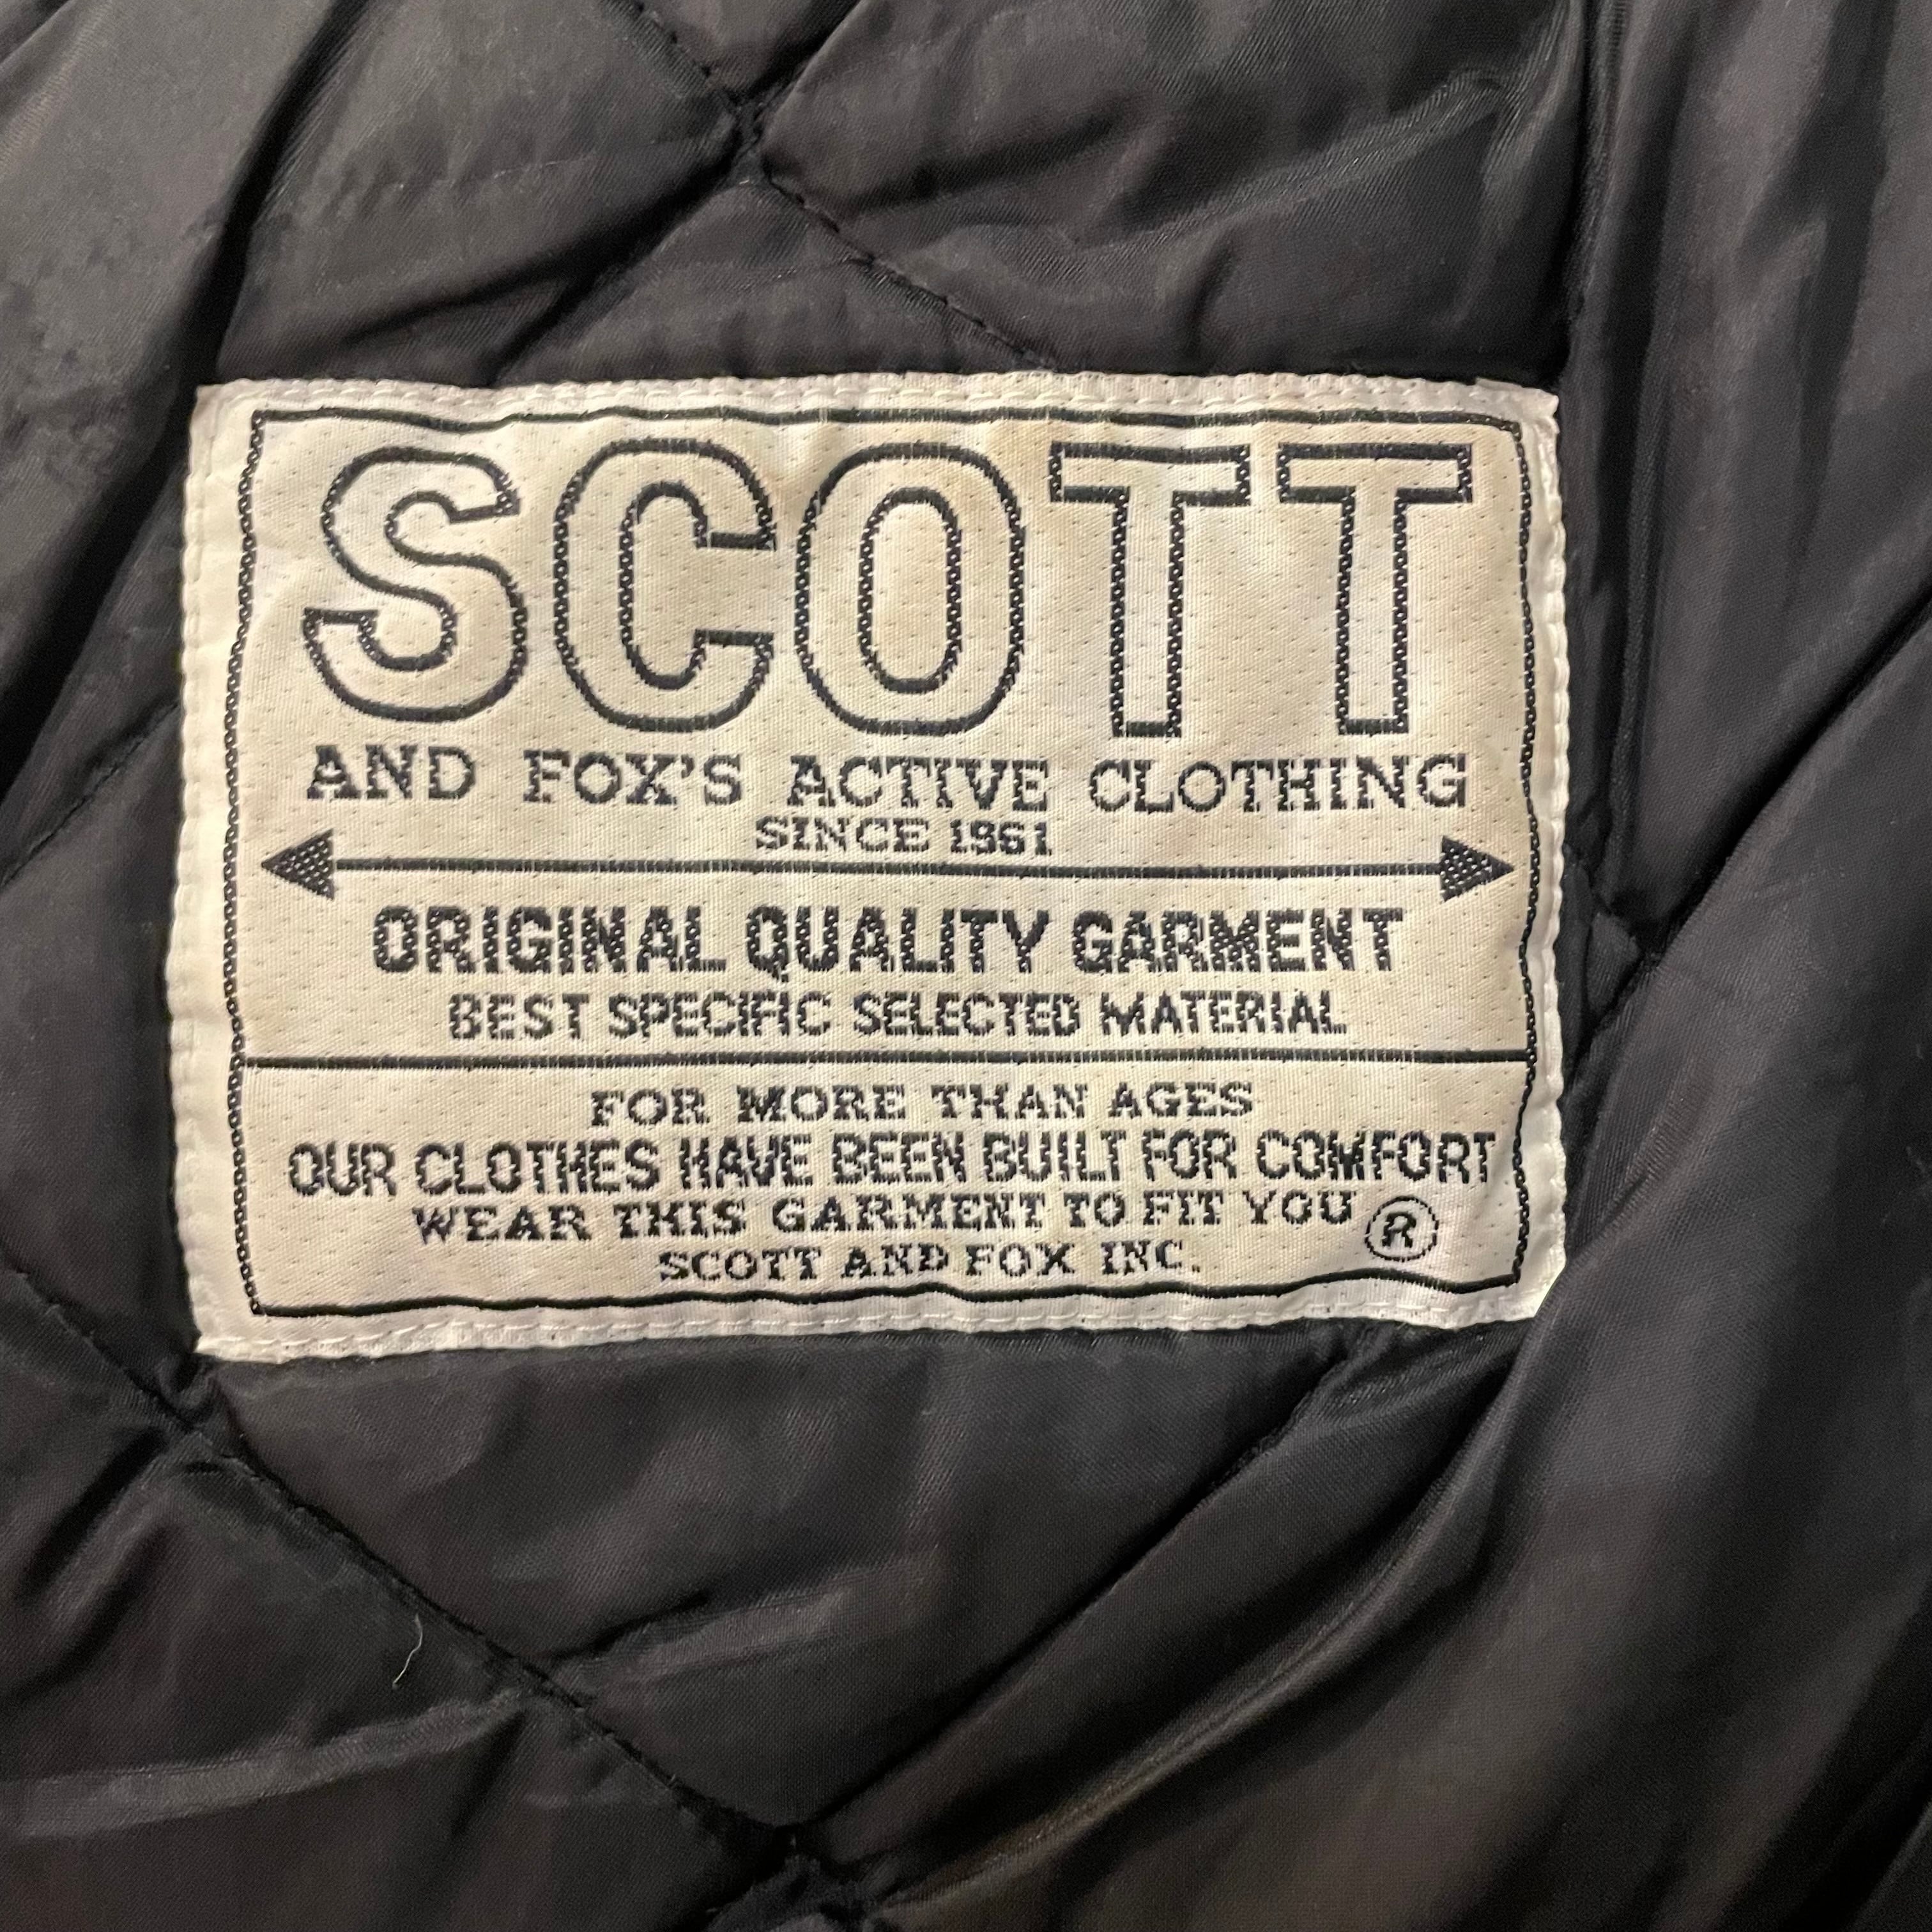 SCOTT
AND FOX'S ACTIVE CLOTHING
SINCE 1961
ORIGINAL QUALITY GARMENT
BEST SPECIFIC SELECTED MATERIAL
FOR MORE THAN AGES
OUR CLOTHES HAVE BEEN BUILT FOR COMFORT
WEAR THIS GARMENT TO FIT YOU ®
SCOTT AND FOX INC.